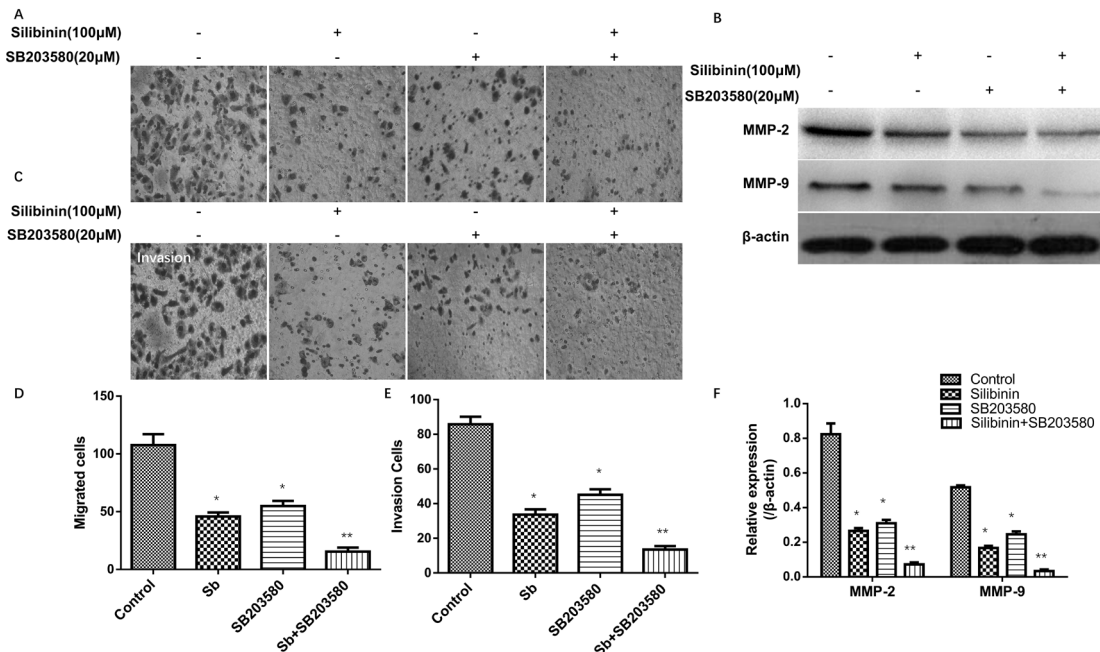 A
Silibinin(100μM) - + - +
SB203580(20μM) - - + +
B
Silibinin(100μM) - + - +
SB203580(20μM) - - + +
MMP-2
MMP-9
β-actin
C
Silibinin(100μM) - + - +
SB203580(20μM) - - + +
Invasion
D
Migrated cells
150
100
50
0
* * **
Control Sb SB203580 Sb+SB203580
E
Invasion Cells
100
80
60
40
20
0
* * **
Control Sb SB203580 Sb+SB203580
F
Control
Silibinin
SB203580
Silibinin+SB203580
Relative expression
(/β-actin)
1.0
0.8
0.6
0.4
0.2
0.0
* * ** * * **
MMP-2 MMP-9